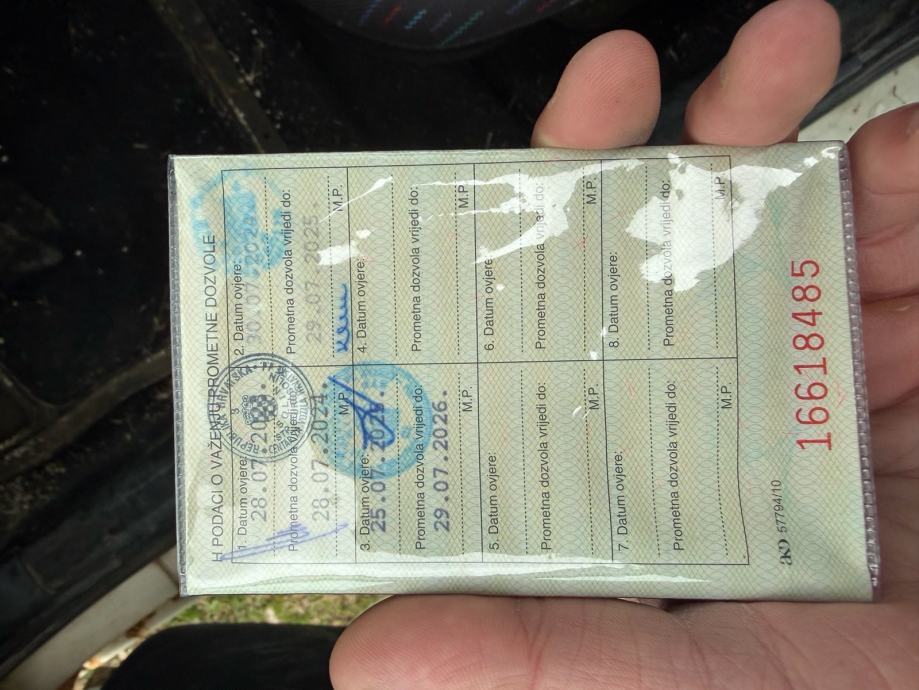 H PODACI O VAŽENJU PROMETNE DOZVOLE
1. Datum ovjere:
28.07.
Prometna dozvola vrijedi do:
28.07.2024.
M.P.
2. Datum ovjere:
30.07.2024
Prometna dozvola vrijedi do:
29.07.2025
M.P.
3. Datum ovjere:
25.07.
Prometna dozvola vrijedi do:
29.07.2026.
M.P.
4. Datum ovjere:
Prometna dozvola vrijedi do:
M.P.
5. Datum ovjere:
Prometna dozvola vrijedi do:
M.P.
6. Datum ovjere:
Prometna dozvola vrijedi do:
M.P.
7. Datum ovjere:
Prometna dozvola vrijedi do:
M.P.
8. Datum ovjere:
Prometna dozvola vrijedi do:
M.P.
akd 57794/10
16618485